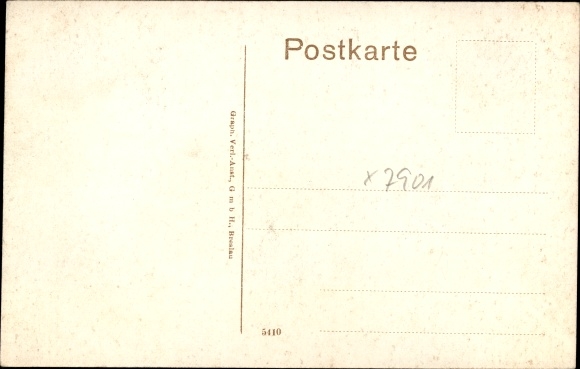 Postkarte
Graph. Verl.-Anst., G m b H., Breslau
x 7901
5410